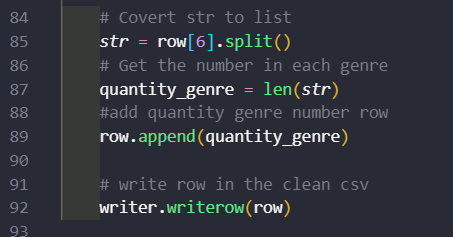 84 # Covert str to list
85 str = row[6].split()
86 # Get the number in each genre
87 quantity_genre = len(str)
88 #add quantity genre number row
89 row.append(quantity_genre)
90
91 # write row in the clean csv
92 writer.writerow(row)
93